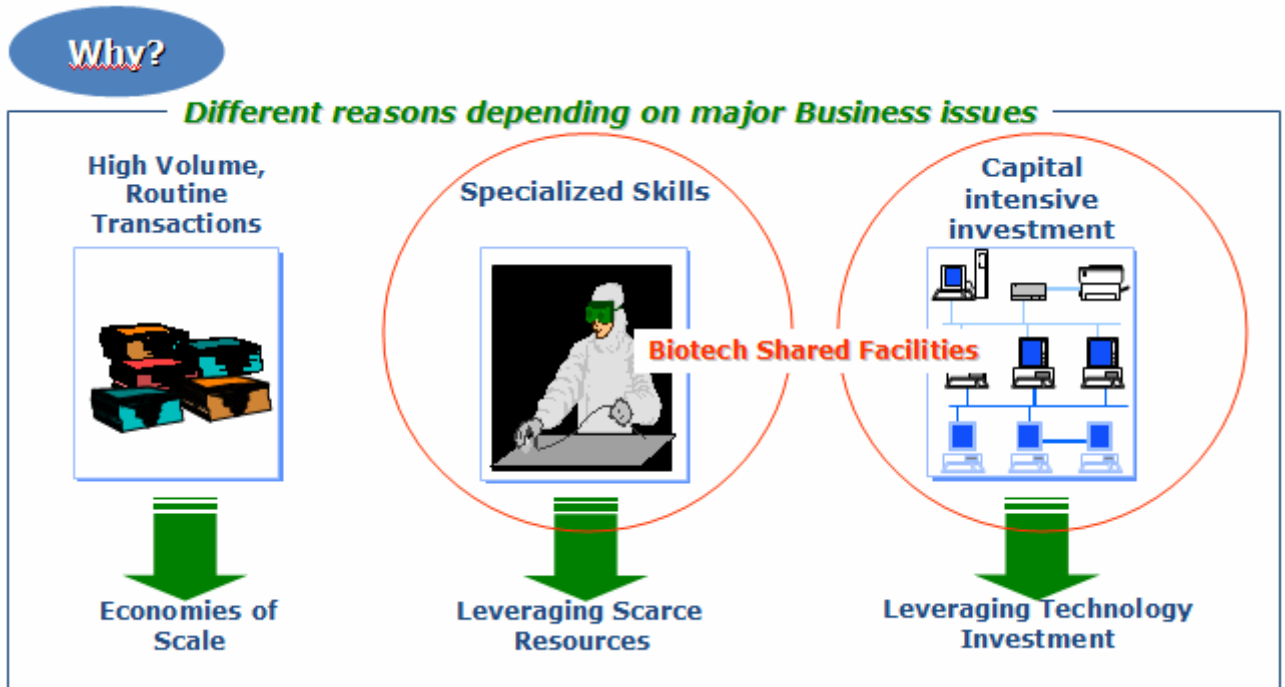 Why?
Different reasons depending on major Business issues
High Volume,
Routine
Transactions
Specialized Skills
Capital
intensive
investment
Biotech Shared Facilities
Economies of
Scale
Leveraging Scarce
Resources
Leveraging Technology
Investment